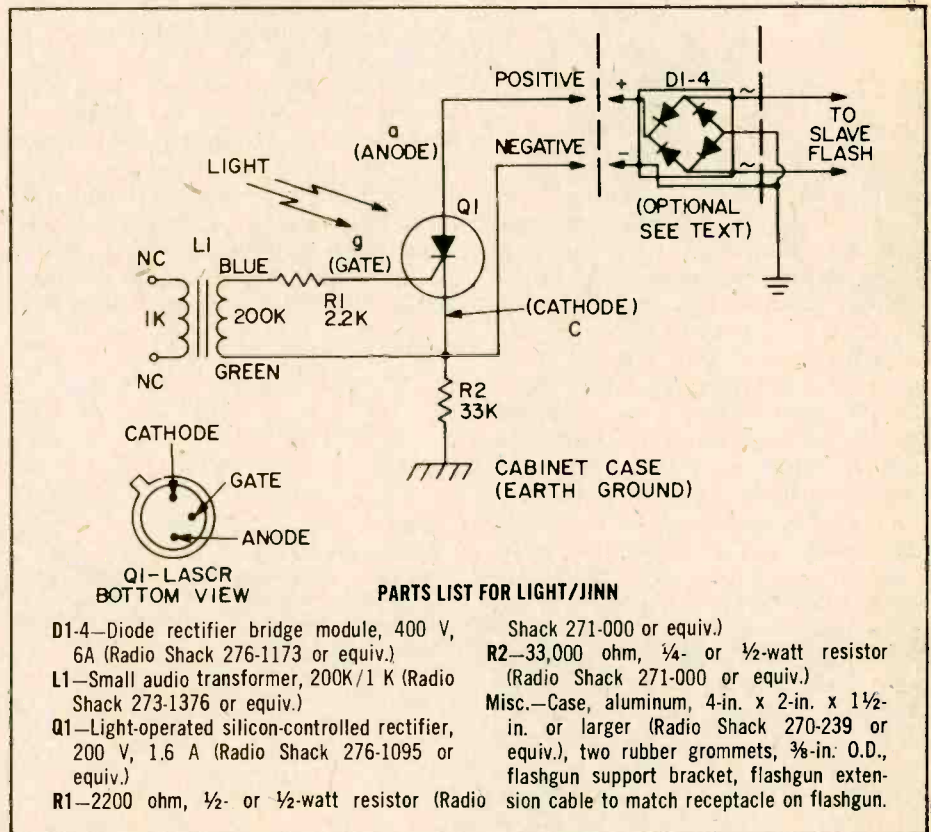 POSITIVE
D1-4
+
~
a
(ANODE)
NEGATIVE
-
~
TO
SLAVE
FLASH
LIGHT
Q1
(OPTIONAL
SEE TEXT)
g
(GATE)
NC
L1
BLUE
1K
200K
R1
2.2K
(CATHODE)
C
NC
GREEN
R2
33K
CATHODE
GATE
ANODE
CABINET CASE
(EARTH GROUND)
Q1-LASCR
BOTTOM VIEW
PARTS LIST FOR LIGHT/JINN
D1-4—Diode rectifier bridge module, 400 V,
6A (Radio Shack 276-1173 or equiv.)
L1—Small audio transformer, 200K/1 K (Radio
Shack 273-1376 or equiv.)
Q1—Light-operated silicon-controlled rectifier,
200 V, 1.6 A (Radio Shack 276-1095 or
equiv.)
R1—2200 ohm, ½- or ½-watt resistor (Radio
Shack 271-000 or equiv.)
R2—33,000 ohm, ¼- or ½-watt resistor
(Radio Shack 271-000 or equiv.)
Misc.—Case, aluminum, 4-in. x 2-in. x 1½-
in. or larger (Radio Shack 270-239 or
equiv.), two rubber grommets, ⅜-in. O.D.,
flashgun support bracket, flashgun exten-
sion cable to match receptacle on flashgun.